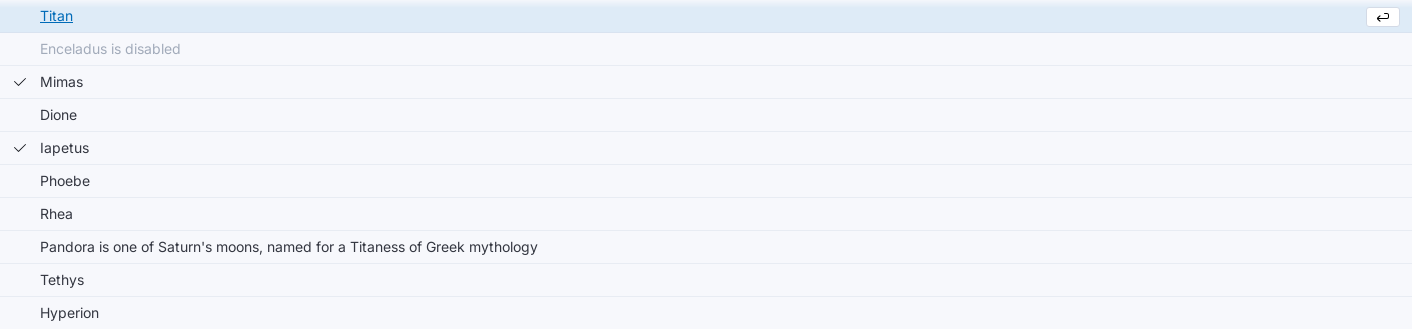 Titan
Enceladus is disabled
Mimas
Dione
Iapetus
Phoebe
Rhea
Pandora is one of Saturn's moons, named for a Titaness of Greek mythology
Tethys
Hyperion